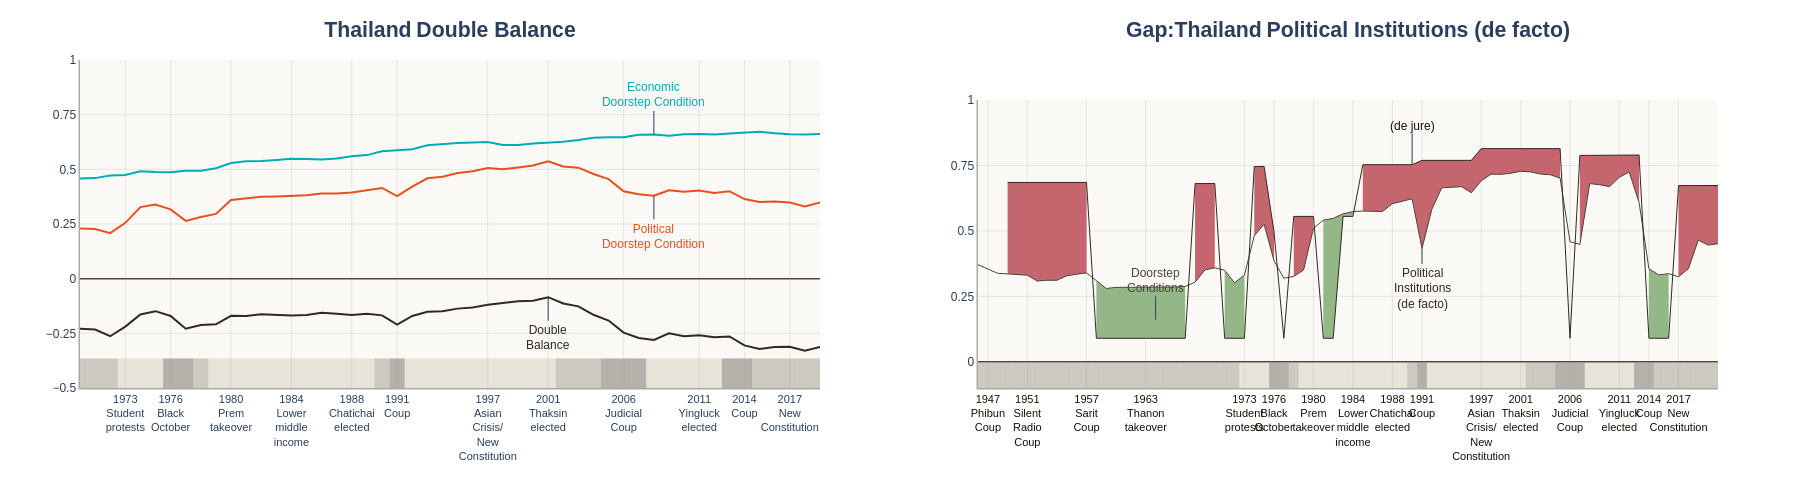 Thailand Double Balance
1
0.75
0.5
0.25
0
−0.25
−0.5
Economic
Doorstep Condition
Political
Doorstep Condition
Double
Balance
1973
Student
protests
1976
Black
October
1980
Prem
takeover
1984
Lower
middle
income
1988
Chatichai
elected
1991
Coup
1997
Asian
Crisis/
New
Constitution
2001
Thaksin
elected
2006
Judicial
Coup
2011
Yingluck
elected
2014
Coup
2017
New
Constitution
Gap:Thailand Political Institutions (de facto)
1
0.75
0.5
0.25
0
(de jure)
Doorstep
Conditions
Political
Institutions
(de facto)
1947
Phibun
Coup
1951
Silent
Radio
Coup
1957
Sarit
Coup
1963
Thanon
takeover
1973
Student
protests
1976
Black
October
1980
Prem
takeover
1984
Lower
middle
income
1988
Chatichai
elected
1991
Coup
1997
Asian
Crisis/
New
Constitution
2001
Thaksin
elected
2006
Judicial
Coup
2011
Yingluck
elected
2014
Coup
2017
New
Constitution